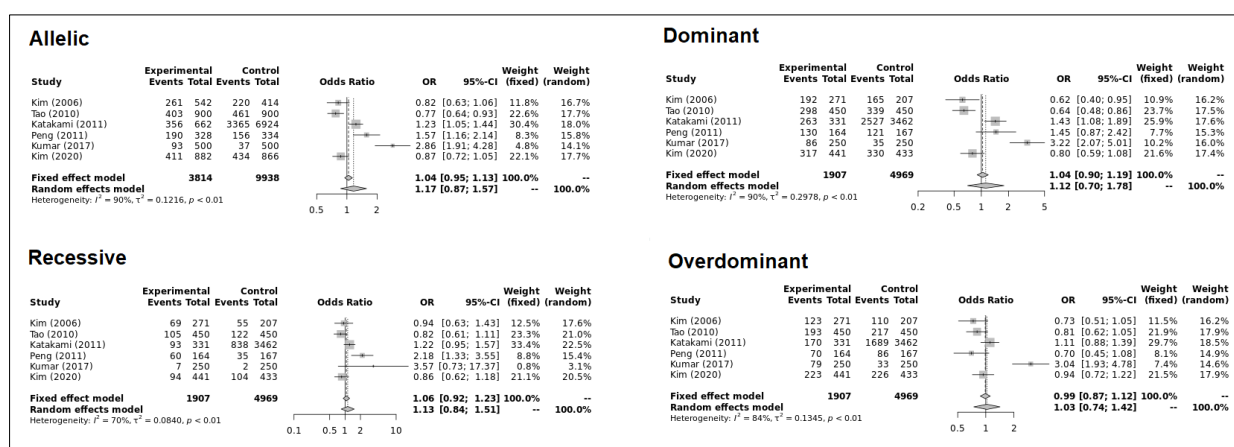 Allelic
Experimental Control Weight Weight
Study Events Total Events Total Odds Ratio OR 95%-CI (fixed) (random)
Kim (2006) 261 542 220 414 0.82 [0.63; 1.06] 11.8% 16.7%
Tao (2010) 403 900 461 900 0.77 [0.64; 0.93] 22.6% 17.7%
Katakami (2011) 356 662 3365 6924 1.23 [1.05; 1.44] 30.4% 18.0%
Peng (2011) 190 328 156 334 1.57 [1.16; 2.14] 8.3% 15.8%
Kumar (2017) 93 500 37 500 2.86 [1.91; 4.28] 4.8% 14.1%
Kim (2020) 411 882 434 866 0.87 [0.72; 1.05] 22.1% 17.7%
Fixed effect model 3814 9938 1.04 [0.95; 1.13] 100.0% --
Random effects model 1.17 [0.87; 1.57] -- 100.0%
Heterogeneity: I² = 90%, τ² = 0.1216, p < 0.01
0.5 1 2
Dominant
Experimental Control Weight Weight
Study Events Total Events Total Odds Ratio OR 95%-CI (fixed) (random)
Kim (2006) 192 271 165 207 0.62 [0.40; 0.95] 10.9% 16.2%
Tao (2010) 298 450 339 450 0.64 [0.48; 0.86] 23.7% 17.5%
Katakami (2011) 263 331 2527 3462 1.43 [1.08; 1.89] 25.9% 17.6%
Peng (2011) 130 164 121 167 1.45 [0.87; 2.42] 7.7% 15.3%
Kumar (2017) 86 250 35 250 3.22 [2.07; 5.01] 10.2% 16.0%
Kim (2020) 317 441 330 433 0.80 [0.59; 1.08] 21.6% 17.4%
Fixed effect model 1907 4969 1.04 [0.90; 1.19] 100.0% --
Random effects model 1.12 [0.70; 1.78] -- 100.0%
Heterogeneity: I² = 90%, τ² = 0.2978, p < 0.01
0.5 1 2 5
Recessive
Experimental Control Weight Weight
Study Events Total Events Total Odds Ratio OR 95%-CI (fixed) (random)
Kim (2006) 69 271 55 207 0.94 [0.63; 1.43] 12.5% 17.6%
Tao (2010) 105 450 122 450 0.82 [0.61; 1.11] 23.3% 21.0%
Katakami (2011) 93 331 838 3462 1.22 [0.95; 1.57] 33.4% 22.5%
Peng (2011) 60 164 35 167 2.18 [1.33; 3.55] 8.8% 15.4%
Kumar (2017) 7 250 2 250 3.57 [0.73; 17.37] 0.8% 3.1%
Kim (2020) 94 441 104 433 0.86 [0.62; 1.18] 21.1% 20.5%
Fixed effect model 1907 4969 1.06 [0.92; 1.23] 100.0% --
Random effects model 1.13 [0.84; 1.51] -- 100.0%
Heterogeneity: I² = 70%, τ² = 0.0840, p < 0.01
0.1 0.5 1 2 10
Overdominant
Experimental Control Weight Weight
Study Events Total Events Total Odds Ratio OR 95%-CI (fixed) (random)
Kim (2006) 123 271 110 207 0.73 [0.51; 1.05] 11.5% 16.2%
Tao (2010) 193 450 217 450 0.81 [0.62; 1.05] 21.9% 17.9%
Katakami (2011) 170 331 1689 3462 1.11 [0.88; 1.39] 29.7% 18.5%
Peng (2011) 70 164 86 167 0.70 [0.45; 1.08] 8.1% 14.9%
Kumar (2017) 79 250 33 250 3.04 [1.93; 4.78] 7.4% 14.6%
Kim (2020) 223 441 226 433 0.94 [0.72; 1.22] 21.5% 17.9%
Fixed effect model 1907 4969 0.99 [0.87; 1.12] 100.0% --
Random effects model 1.03 [0.74; 1.42] -- 100.0%
Heterogeneity: I² = 84%, τ² = 0.1345, p < 0.01
0.5 1 2